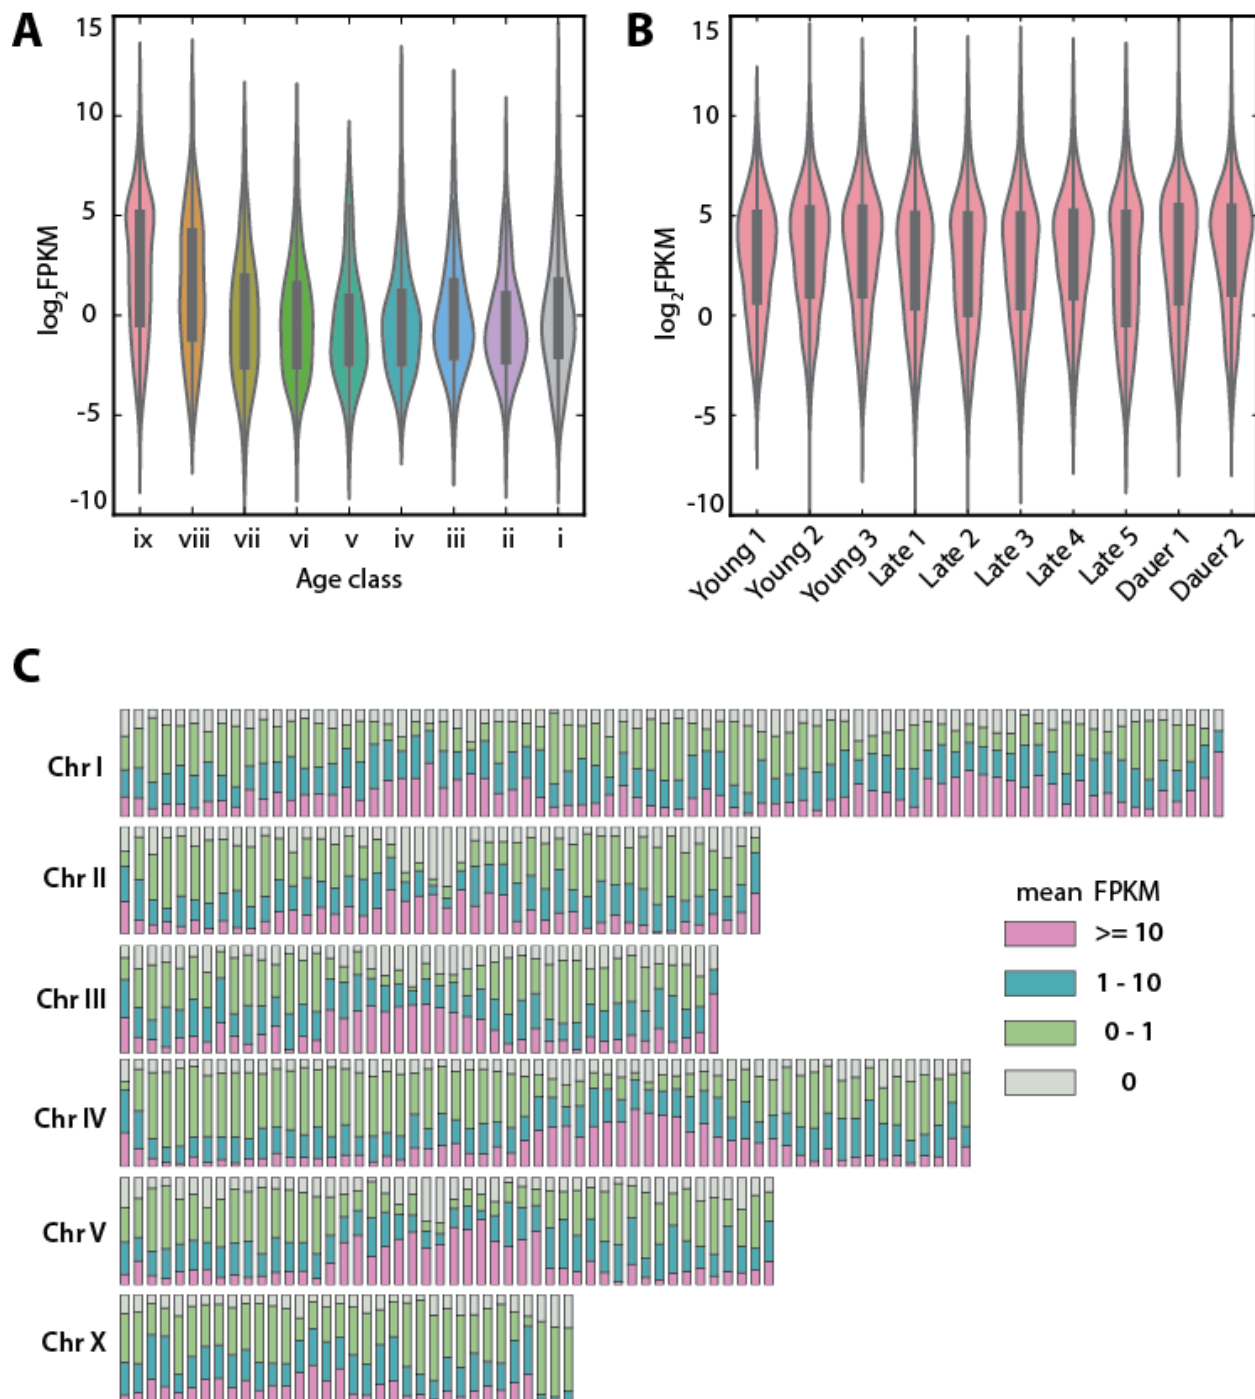 A
15
10
5
0
-5
-10
log2FPKM
ix viii vii vi v iv iii ii i
Age class
B
15
10
5
0
-5
-10
log2FPKM
Young 1 Young 2 Young 3 Late 1 Late 2 Late 3 Late 4 Late 5 Dauer 1 Dauer 2
C
Chr I
Chr II
Chr III
Chr IV
Chr V
Chr X
mean FPKM
>= 10
1 - 10
0 - 1
0